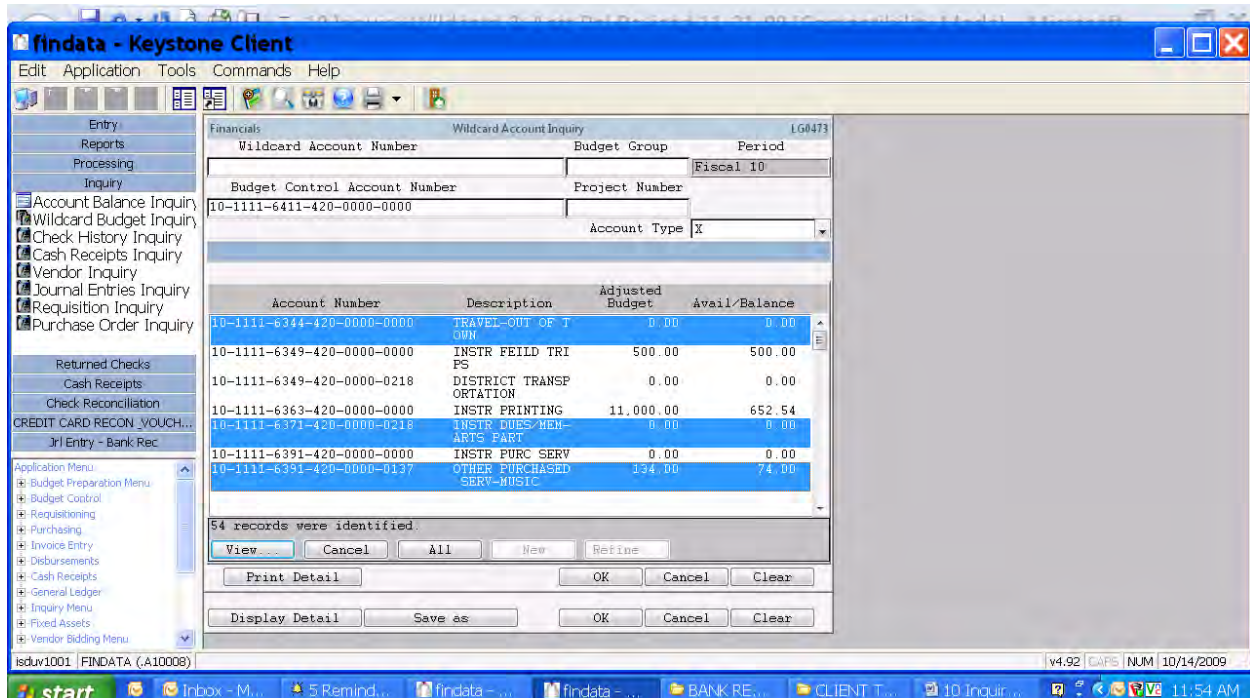 findata - Keystone Client
Edit Application Tools Commands Help
Entry
Reports
Processing
Inquiry
Account Balance Inquiry
Wildcard Budget Inquiry
Check History Inquiry
Cash Receipts Inquiry
Vendor Inquiry
Journal Entries Inquiry
Requisition Inquiry
Purchase Order Inquiry
Returned Checks
Cash Receipts
Check Reconciliation
CREDIT CARD RECON _VOUCH...
Jrl Entry - Bank Rec
Application Menu
Budget Preparation Menu
Budget Control
Requisitioning
Purchasing
Invoice Entry
Disbursements
Cash Receipts
General Ledger
Inquiry Menu
Fixed Assets
Vendor Bidding Menu
Financials Wildcard Account Inquiry LG0473
Wildcard Account Number Budget Group Period
Fiscal 10
Budget Control Account Number Project Number
10-1111-6411-420-0000-0000
Account Type X
Account Number Description Adjusted Budget Avail/Balance
10-1111-6344-420-0000-0000 TRAVEL-OUT OF T 0.00 0.00
OWN
10-1111-6349-420-0000-0000 INSTR FEILD TRI 500.00 500.00
PS
10-1111-6349-420-0000-0218 DISTRICT TRANSP 0.00 0.00
ORTATION
10-1111-6363-420-0000-0000 INSTR PRINTING 11,000.00 652.54
10-1111-6371-420-0000-0218 INSTR DUES/MEM- 0.00 0.00
ARTS PART
10-1111-6391-420-0000-0000 INSTR PURC SERV 0.00 0.00
10-1111-6391-420-0000-0137 OTHER PURCHASED 134.00 74.00
SERV-MUSIC
54 records were identified.
View... Cancel All New Refine
Print Detail OK Cancel Clear
Display Detail Save as OK Cancel Clear
isduv1001 FINDATA (.A10008) v4.92 CAPS NUM 10/14/2009
start Inbox - M... 5 Remind... findata - ... findata - ... BANK RE... CLIENT T... 10 Inquir... 11:54 AM